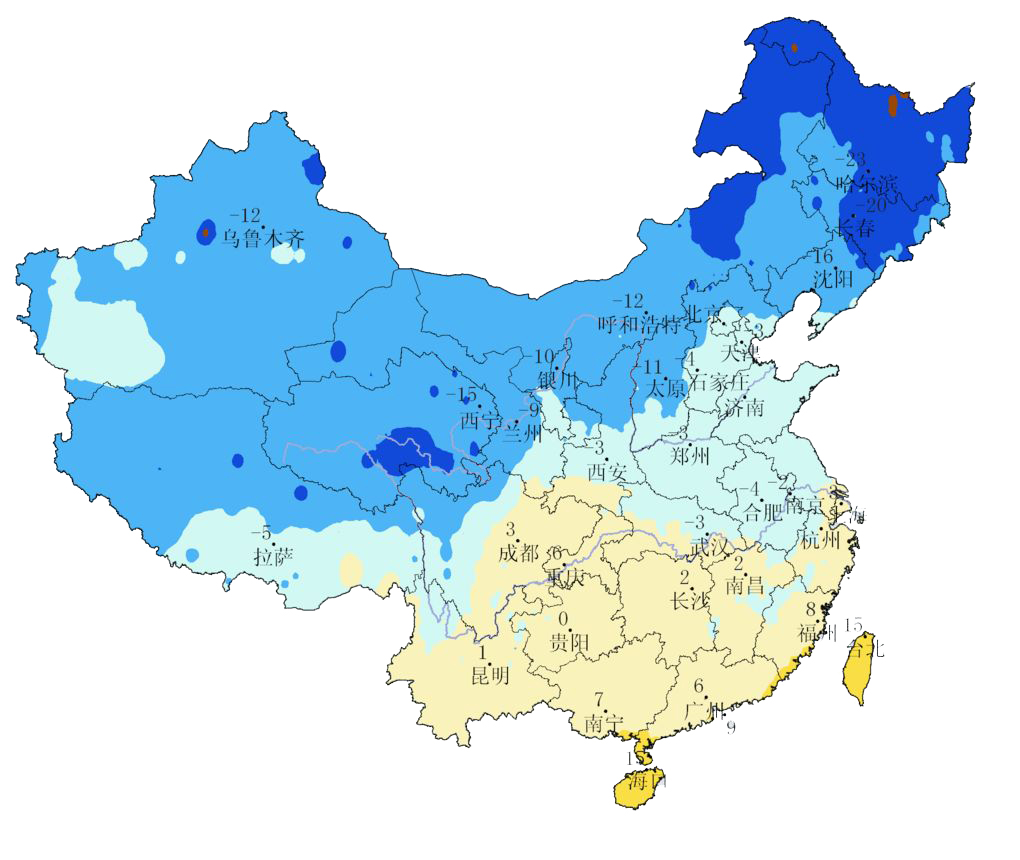 -23
哈尔滨
-20
长春
-12
乌鲁木齐
16
沈阳
-12
呼和浩特
北京
-3
天津
-10
银川
-11
太原
-4
石家庄
济南
-15
西宁
-9
兰州
-3
西安
-3
郑州
-4
合肥
南京
上海
-5
拉萨
3
成都
6
重庆
-3
武汉
杭州
2
南昌
2
长沙
0
贵阳
8
福州
15
台北
1
昆明
7
南宁
6
广州
9
海口